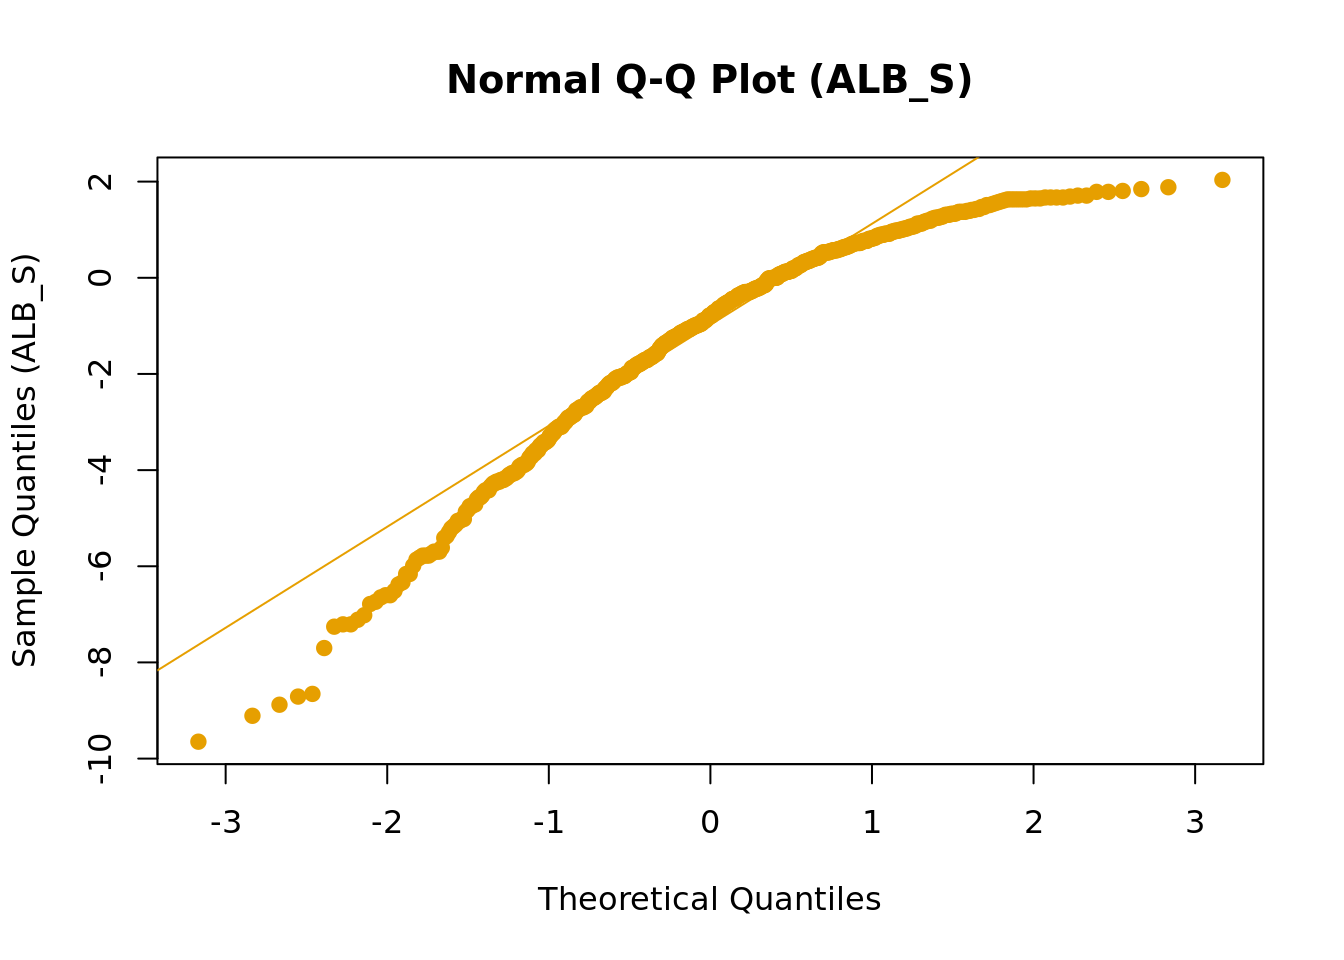 Normal Q-Q Plot (ALB_S)
Sample Quantiles (ALB_S)
2
0
-2
-4
-6
-8
-10
-3 -2 -1 0 1 2 3
Theoretical Quantiles